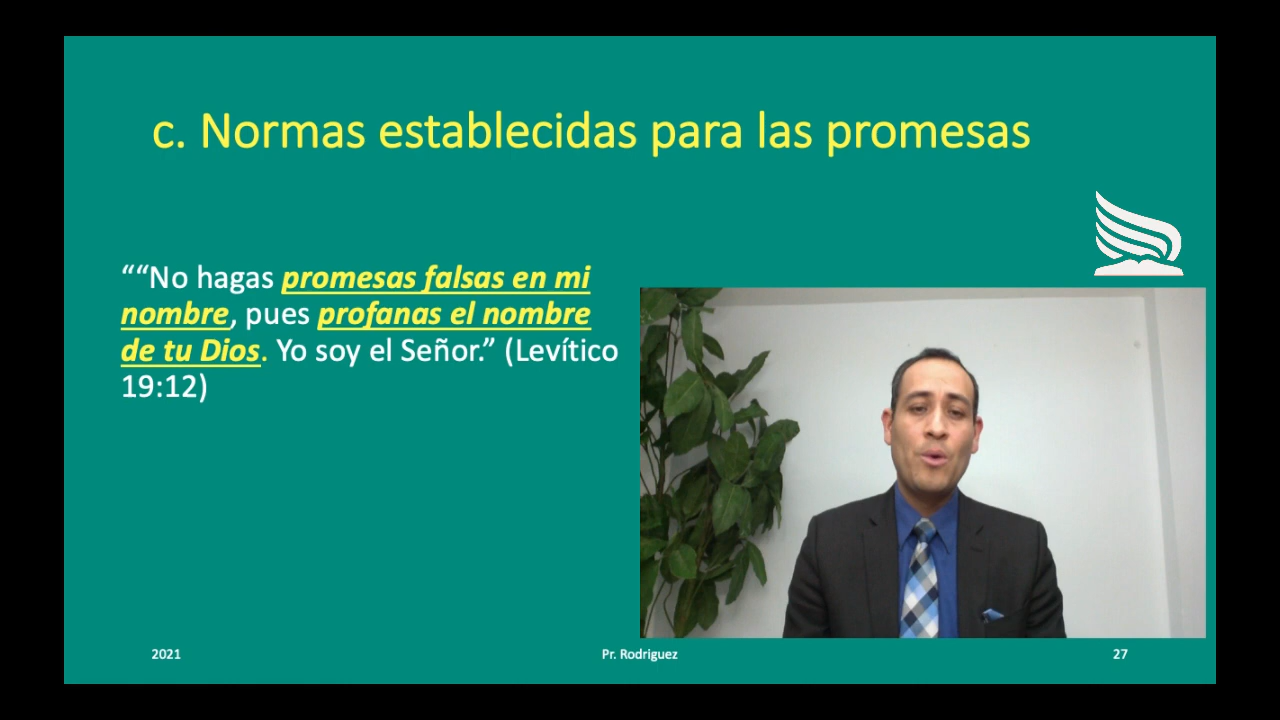 c. Normas establecidas para las promesas
““No hagas promesas falsas en mi
nombre, pues profanas el nombre
de tu Dios. Yo soy el Señor.” (Levítico
19:12)
2021
Pr. Rodriguez
27